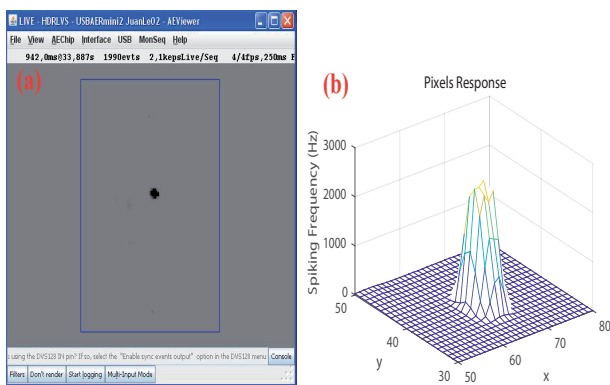 LIVE - HDRLVS - USBAERmini2 JuanLe02 - AEViewer
File View AEChip Interface USB MonSeq Help
942,0ms@33,887s 1990evts 2,1kepsLive/Seq 4/4fps,250ms F
(a)
: using the DVS128 IN pin? If so, select the "Enable sync events output" option in the DVS128 menu Console
Filters Don't render Start logging Multi-Input Mode
(b)
Pixels Response
Spiking Frequency (Hz)
3000
2000
1000
0
50
40
30
y
50
60
70
80
x